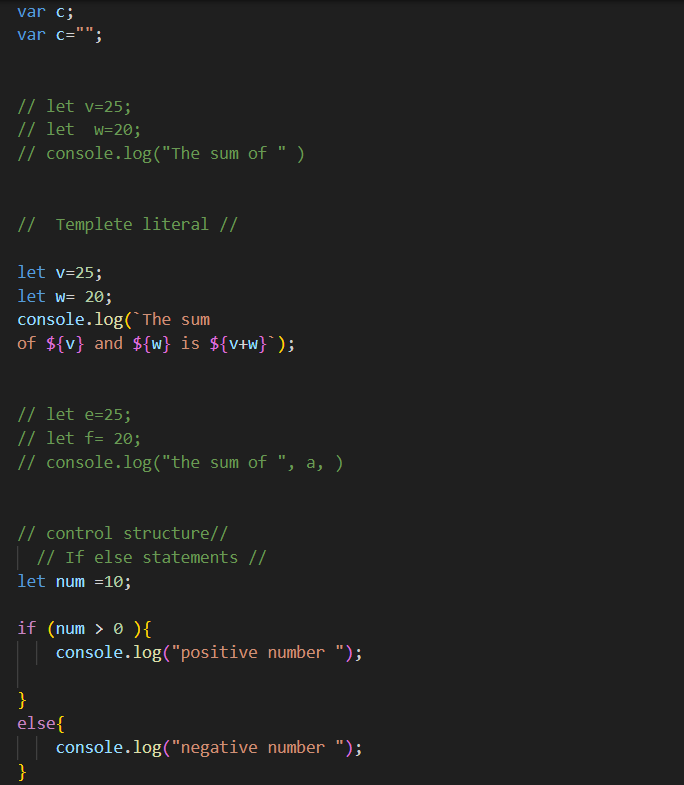 var c;
var c="";
// let v=25;
// let  w=20;
// console.log("The sum of " )
//  Templete literal //
let v=25;
let w= 20;
console.log(`The sum
of ${v} and ${w} is ${v+w}`);
// let e=25;
// let f= 20;
// console.log("the sum of ", a, )
// control structure//
// If else statements //
let num =10;
if (num > 0 ){
console.log("positive number ");
}
else{
console.log("negative number ");
}